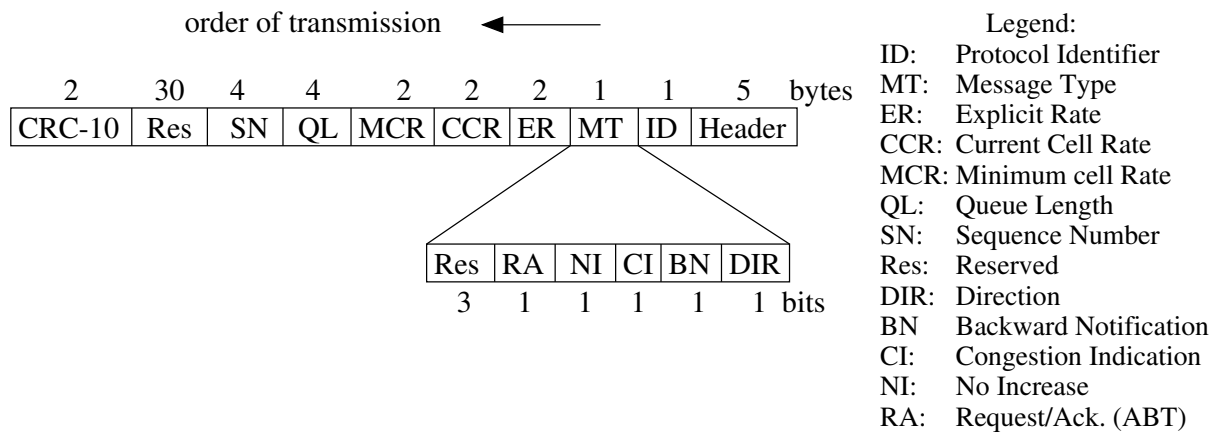 order of transmission
2 30 4 4 2 2 2 1 1 5 bytes
CRC-10 Res SN QL MCR CCR ER MT ID Header
Res RA NI CI BN DIR
3 1 1 1 1 1 bits
Legend:
ID: Protocol Identifier
MT: Message Type
ER: Explicit Rate
CCR: Current Cell Rate
MCR: Minimum cell Rate
QL: Queue Length
SN: Sequence Number
Res: Reserved
DIR: Direction
BN Backward Notification
CI: Congestion Indication
NI: No Increase
RA: Request/Ack. (ABT)